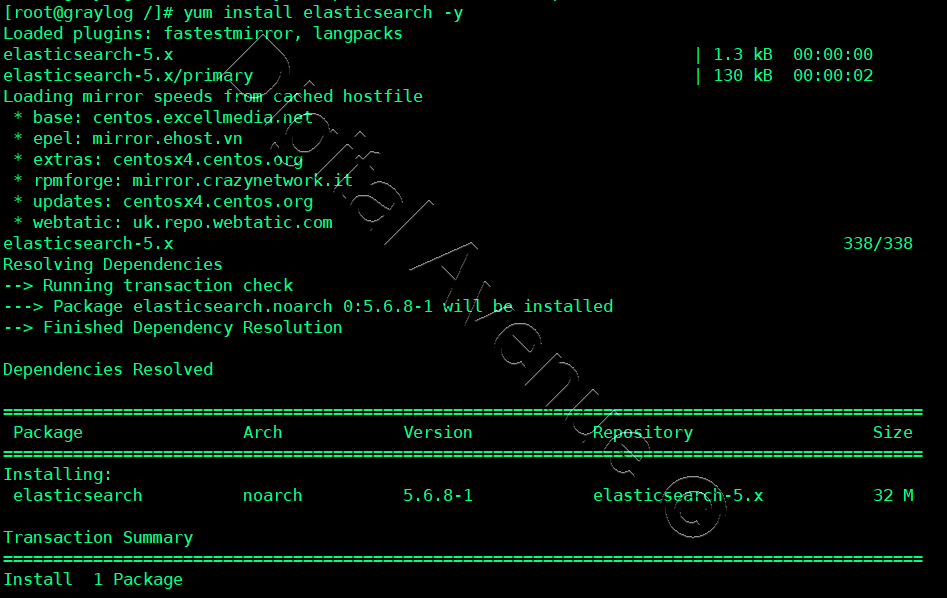 [root@graylog /]# yum install elasticsearch -y
Loaded plugins: fastestmirror, langpacks
elasticsearch-5.x | 1.3 kB 00:00:00
elasticsearch-5.x/primary | 130 kB 00:00:02
Loading mirror speeds from cached hostfile
* base: centos.excellmedia.net
* epel: mirror.ehost.vn
* extras: centosx4.centos.org
* rpmforge: mirror.crazynetwork.it
* updates: centosx4.centos.org
* webtatic: uk.repo.webtatic.com
elasticsearch-5.x 338/338
Resolving Dependencies
--> Running transaction check
---> Package elasticsearch.noarch 0:5.6.8-1 will be installed
--> Finished Dependency Resolution
Dependencies Resolved
================================================================================
Package Arch Version Repository Size
================================================================================
Installing:
elasticsearch noarch 5.6.8-1 elasticsearch-5.x 32 M
Transaction Summary
================================================================================
Install 1 Package
Digital Avenue ©